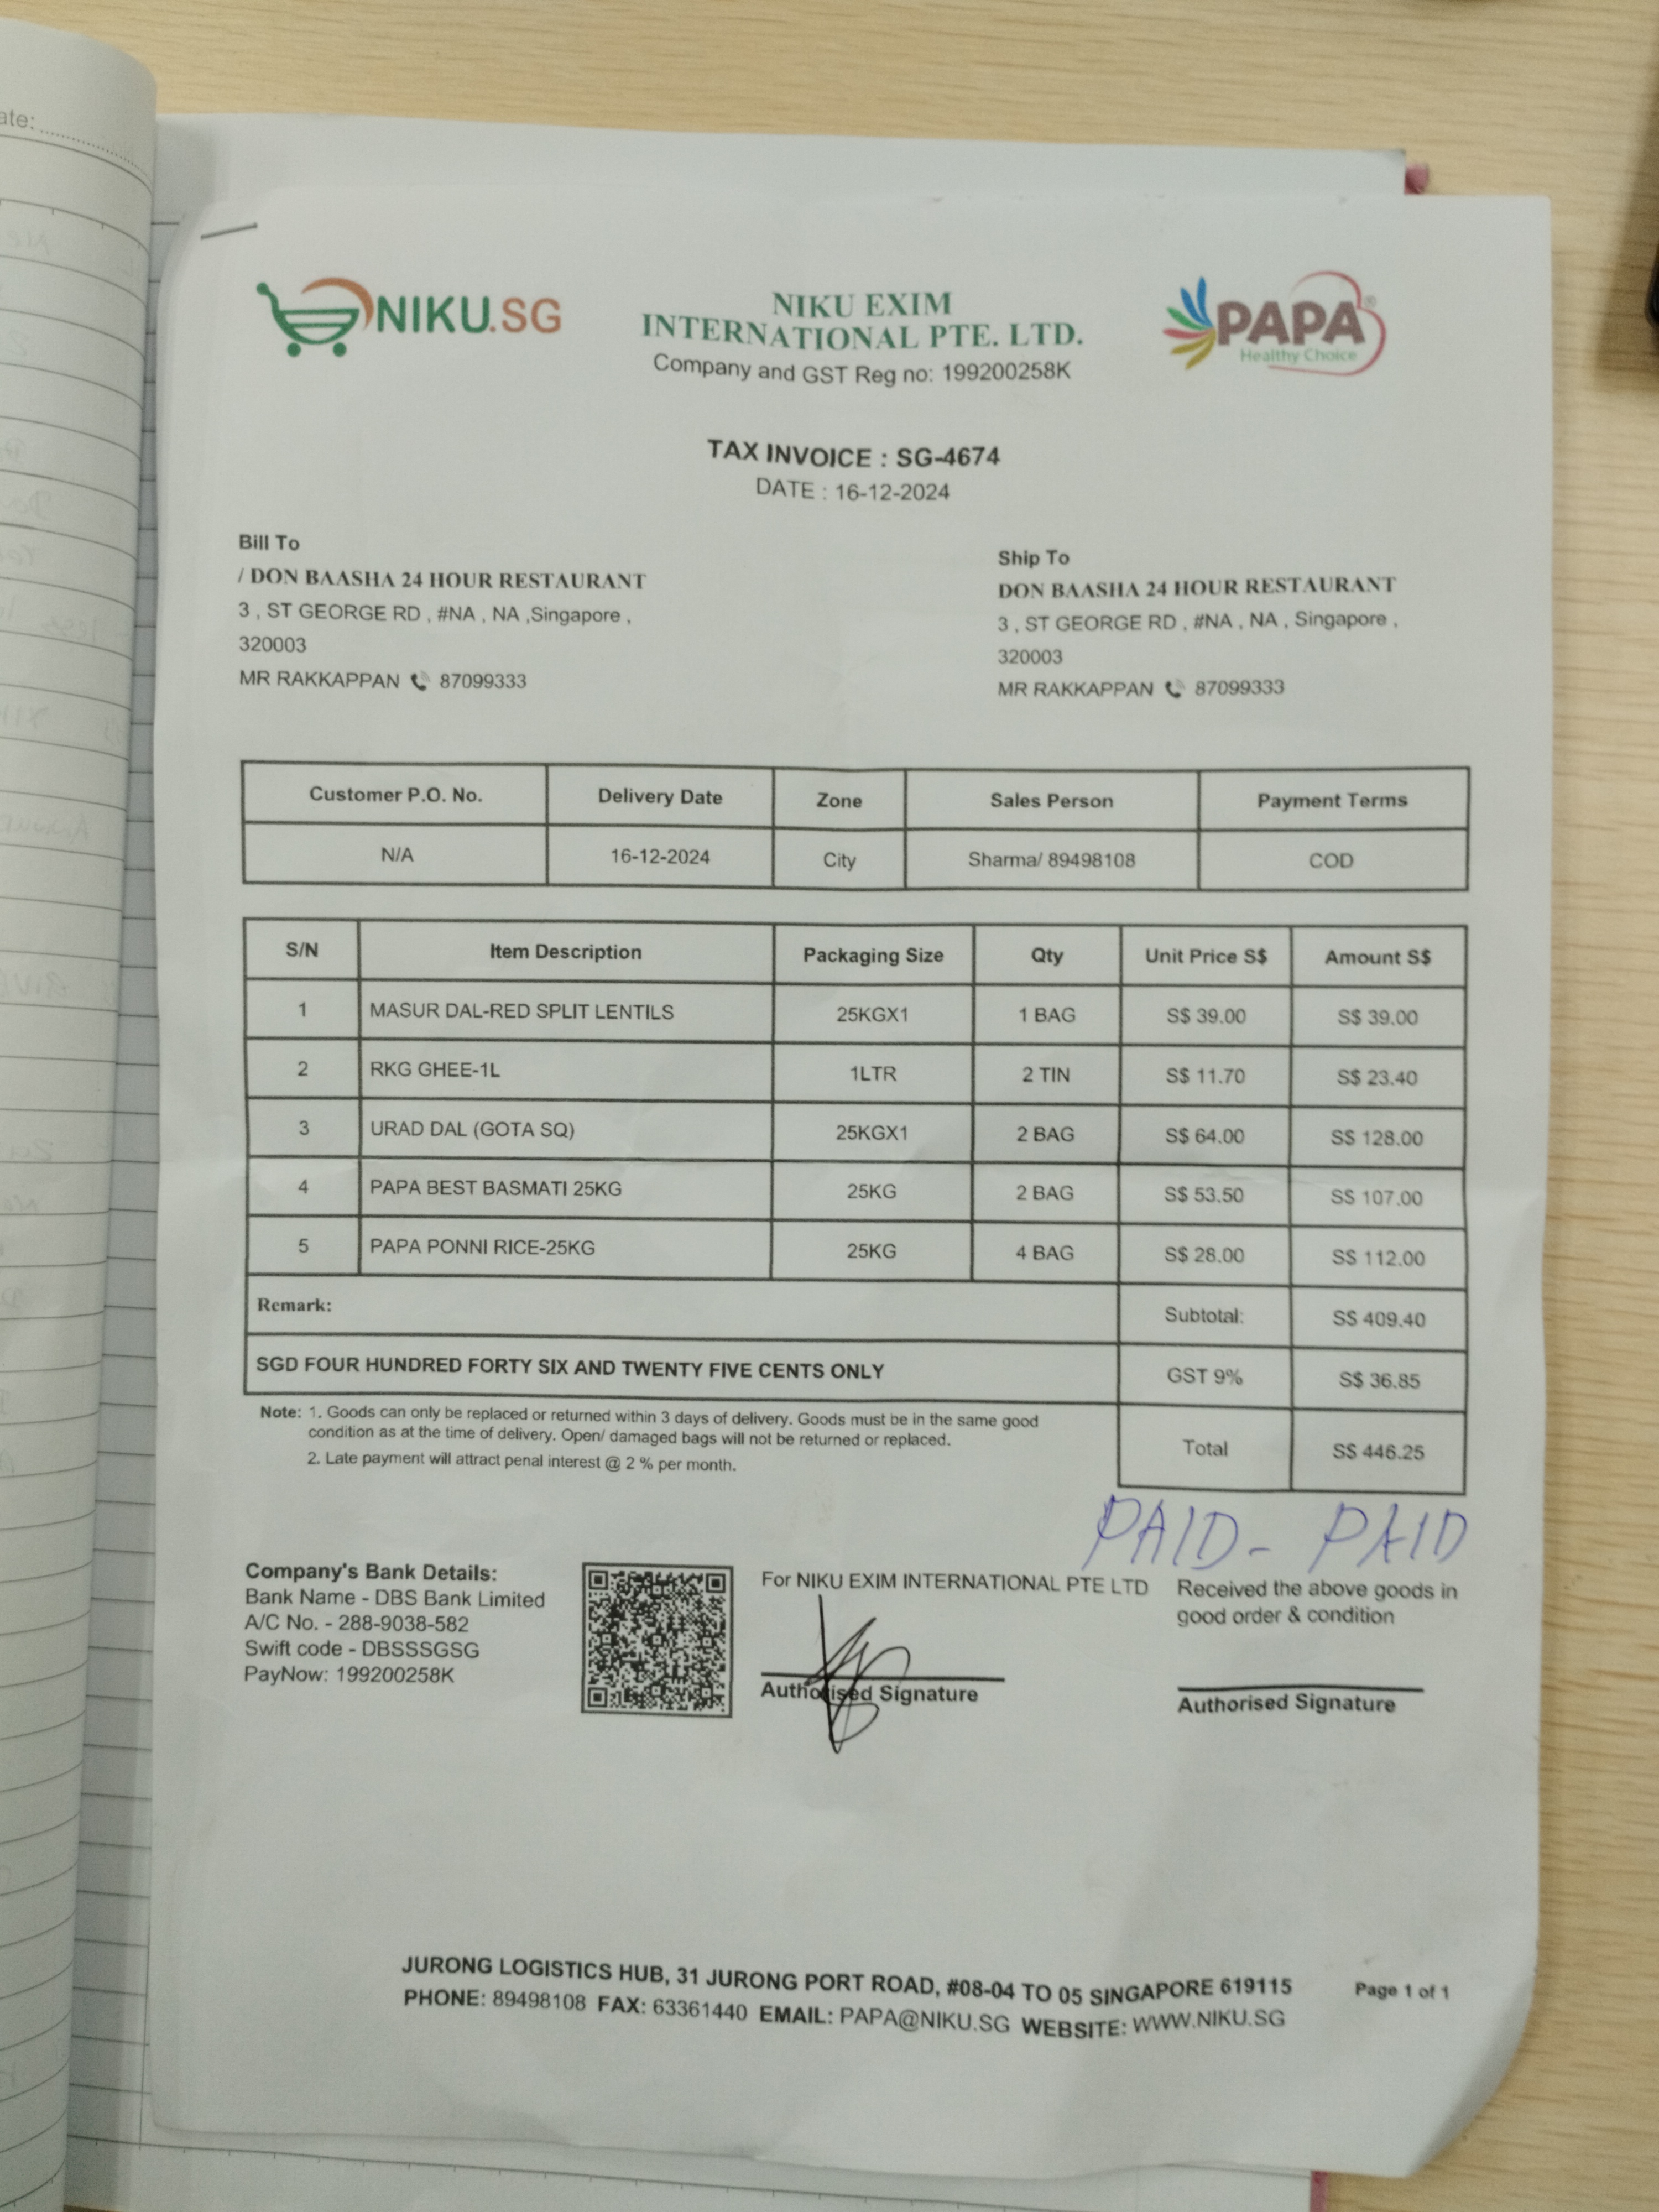 ate:
NIKU.SG
NIKU EXIM
INTERNATIONAL PTE. LTD.
Company and GST Reg no: 199200258K
PAPA®
Healthy Choice
TAX INVOICE : SG-4674
DATE : 16-12-2024
Bill To
/ DON BAASHA 24 HOUR RESTAURANT
3 , ST GEORGE RD , #NA , NA ,Singapore ,
320003
MR RAKKAPPAN 87099333
Ship To
DON BAASHA 24 HOUR RESTAURANT
3 , ST GEORGE RD , #NA , NA , Singapore ,
320003
MR RAKKAPPAN 87099333
Customer P.O. No. Delivery Date Zone Sales Person Payment Terms
N/A 16-12-2024 City Sharma/ 89498108 COD
S/N Item Description Packaging Size Qty Unit Price S$ Amount S$
1 MASUR DAL-RED SPLIT LENTILS 25KGX1 1 BAG S$ 39.00 S$ 39.00
2 RKG GHEE-1L 1LTR 2 TIN S$ 11.70 S$ 23.40
3 URAD DAL (GOTA SQ) 25KGX1 2 BAG S$ 64.00 S$ 128.00
4 PAPA BEST BASMATI 25KG 25KG 2 BAG S$ 53.50 S$ 107.00
5 PAPA PONNI RICE-25KG 25KG 4 BAG S$ 28.00 S$ 112.00
Remark: Subtotal: S$ 409.40
SGD FOUR HUNDRED FORTY SIX AND TWENTY FIVE CENTS ONLY GST 9% S$ 36.85
Note: 1. Goods can only be replaced or returned within 3 days of delivery. Goods must be in the same good
condition as at the time of delivery. Open/ damaged bags will not be returned or replaced.
2. Late payment will attract penal interest @ 2 % per month.
Total S$ 446.25
PAID - PAID
Company's Bank Details:
Bank Name - DBS Bank Limited
A/C No. - 288-9038-582
Swift code - DBSSSGSG
PayNow: 199200258K
For NIKU EXIM INTERNATIONAL PTE LTD
Authorised Signature
Received the above goods in
good order & condition
Authorised Signature
JURONG LOGISTICS HUB, 31 JURONG PORT ROAD, #08-04 TO 05 SINGAPORE 619115
PHONE: 89498108 FAX: 63361440 EMAIL: PAPA@NIKU.SG WEBSITE: WWW.NIKU.SG
Page 1 of 1